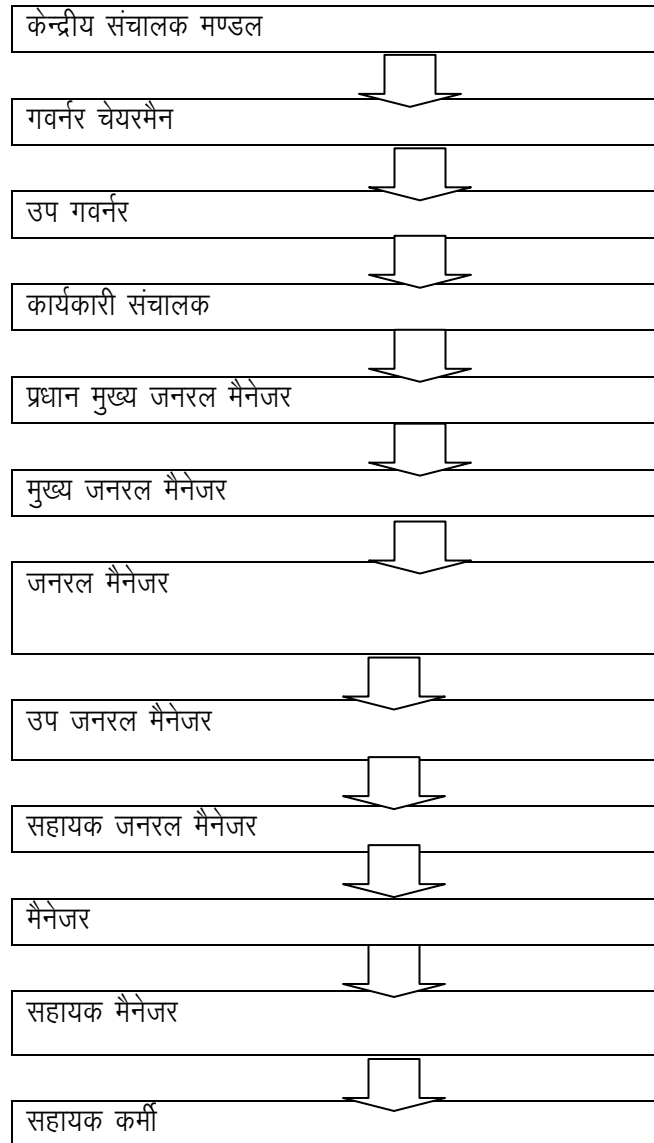 केन्द्रीय संचालक मण्डल
गवर्नर चेयरमैन
उप गवर्नर
कार्यकारी संचालक
प्रधान मुख्य जनरल मैनेजर
मुख्य जनरल मैनेजर
जनरल मैनेजर
उप जनरल मैनेजर
सहायक जनरल मैनेजर
मैनेजर
सहायक मैनेजर
सहायक कर्मी